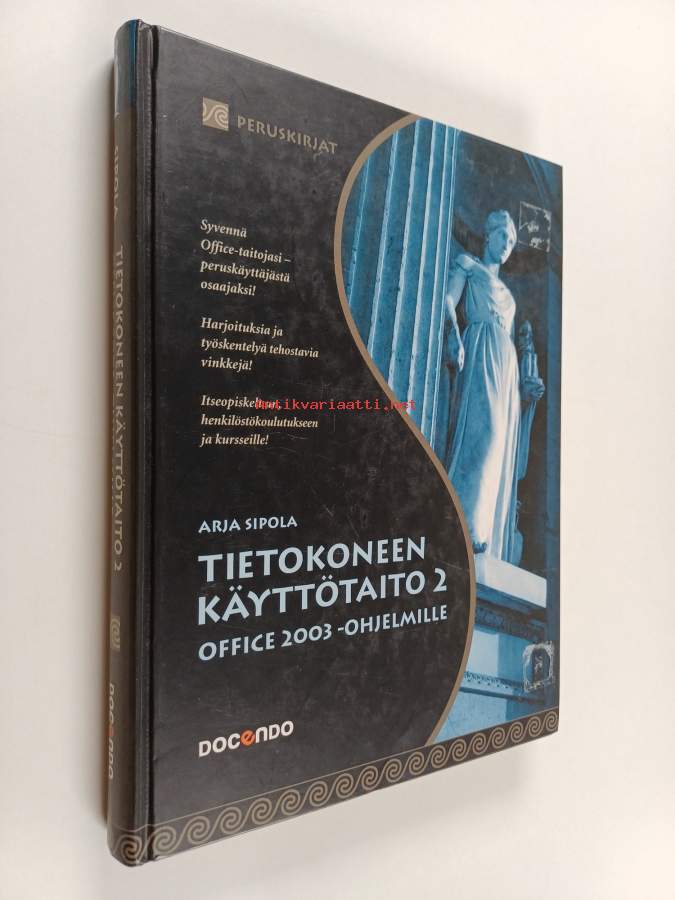 PERUSKIRJAT
Syvennä
Office-taitojasi –
peruskäyttäjästä
osaajaksi!
Harjoituksia ja
työskentelyä tehostavia
vinkkejä!
Itseopiskeluun,
henkilöstökoulutukseen
ja kursseille!
antikvariaatti.net
ARJA SIPOLA
TIETOKONEEN
KÄYTTÖTAITO 2
OFFICE 2003 -OHJELMILLE
DOCENDO
SIPOLA
TIETOKONEEN KÄYTTÖTAITO 2
DOCENDO